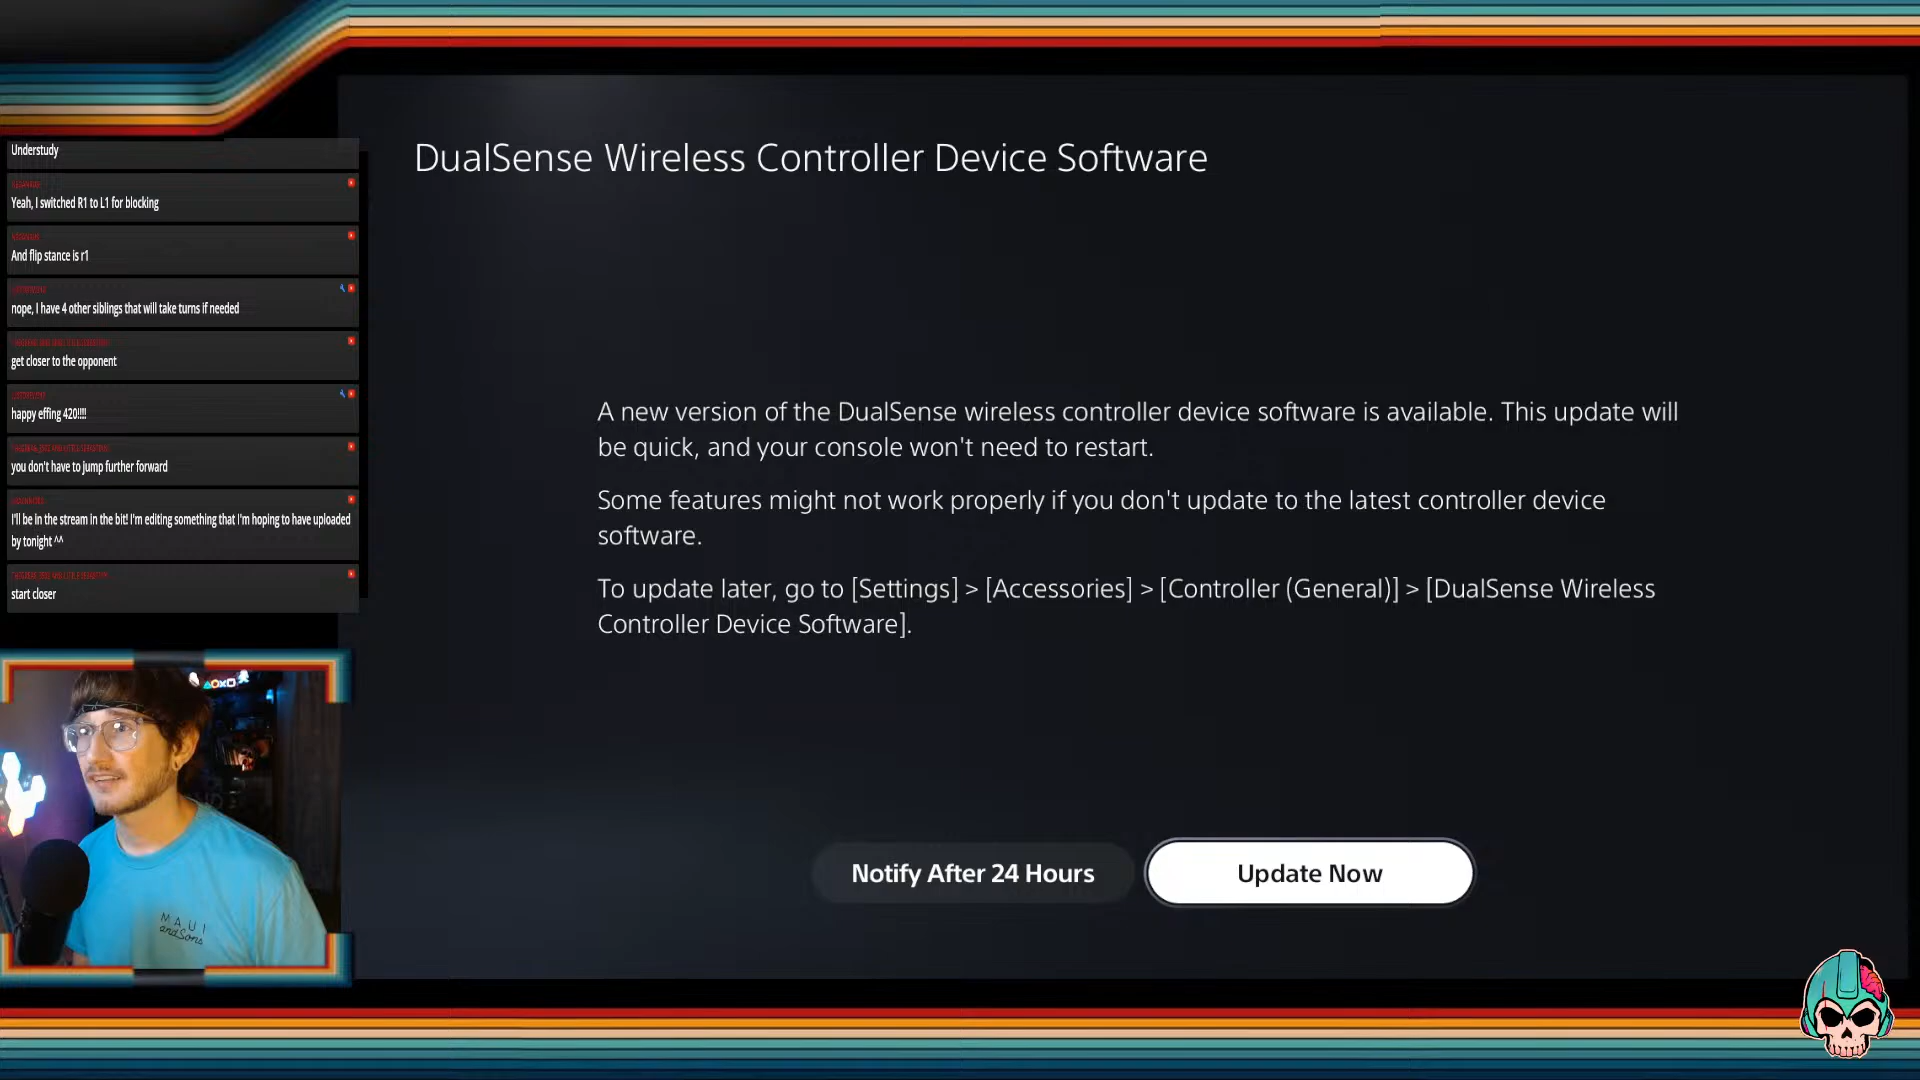 DualSense Wireless Controller Device Software
Understudy
Yeah, I switched R1 to L1 for blocking
And flip stance is r1
nope, I have 4 other siblings that will take turns if needed
get closer to the opponent
happy effing 420!!!!
you don't have to jump further forward
I'll be in the stream in the bit! I'm editing something that I'm hoping to have uploaded
by tonight ^^
start closer
A new version of the DualSense wireless controller device software is available. This update will
be quick, and your console won't need to restart.
Some features might not work properly if you don't update to the latest controller device
software.
To update later, go to [Settings] > [Accessories] > [Controller (General)] > [DualSense Wireless
Controller Device Software].
Notify After 24 Hours
Update Now
MAUI
andSons